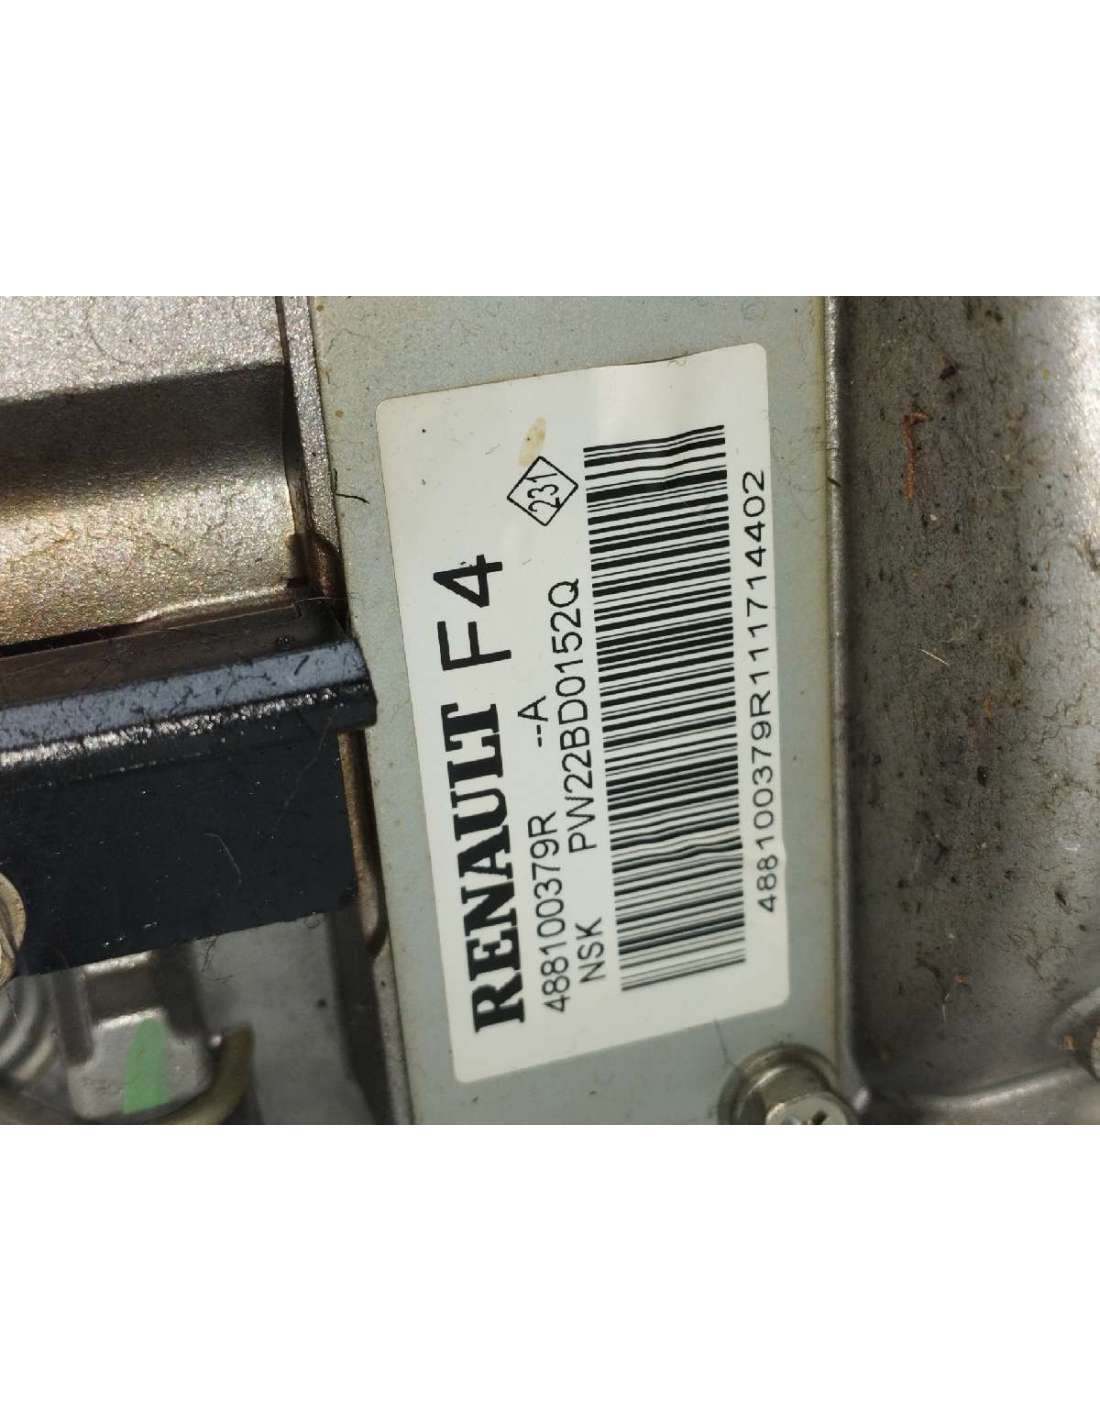 RENAULT F4
488100379R --A 231
NSK PW22BD0152Q
488100379R111714402